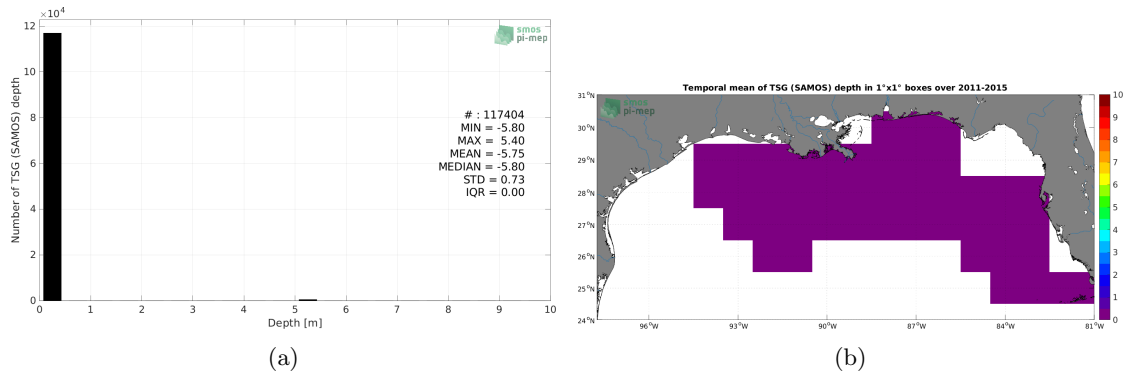 ×10⁴
12
10
8
6
4
2
0
Number of TSG (SAMOS) depth
smos
pi-mep
# : 117404
MIN = -5.80
MAX = 5.40
MEAN = -5.75
MEDIAN = -5.80
STD = 0.73
IQR = 0.00
0 1 2 3 4 5 6 7 8 9 10
Depth [m]
(a)
Temporal mean of TSG (SAMOS) depth in 1°x1° boxes over 2011-2015
smos
pi-mep
31°N
30°N
29°N
28°N
27°N
26°N
25°N
24°N
96°W 93°W 90°W 87°W 84°W 81°W
10
9
8
7
6
5
4
3
2
1
0
(b)